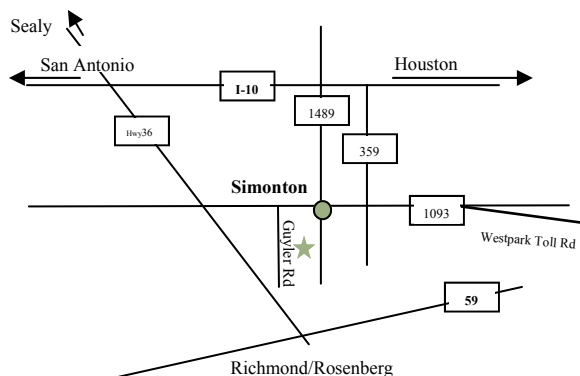 Sealy
San Antonio
Houston
I-10
1489
Hwy36
359
Simonton
1093
Guyler Rd
Westpark Toll Rd
59
Richmond/Rosenberg